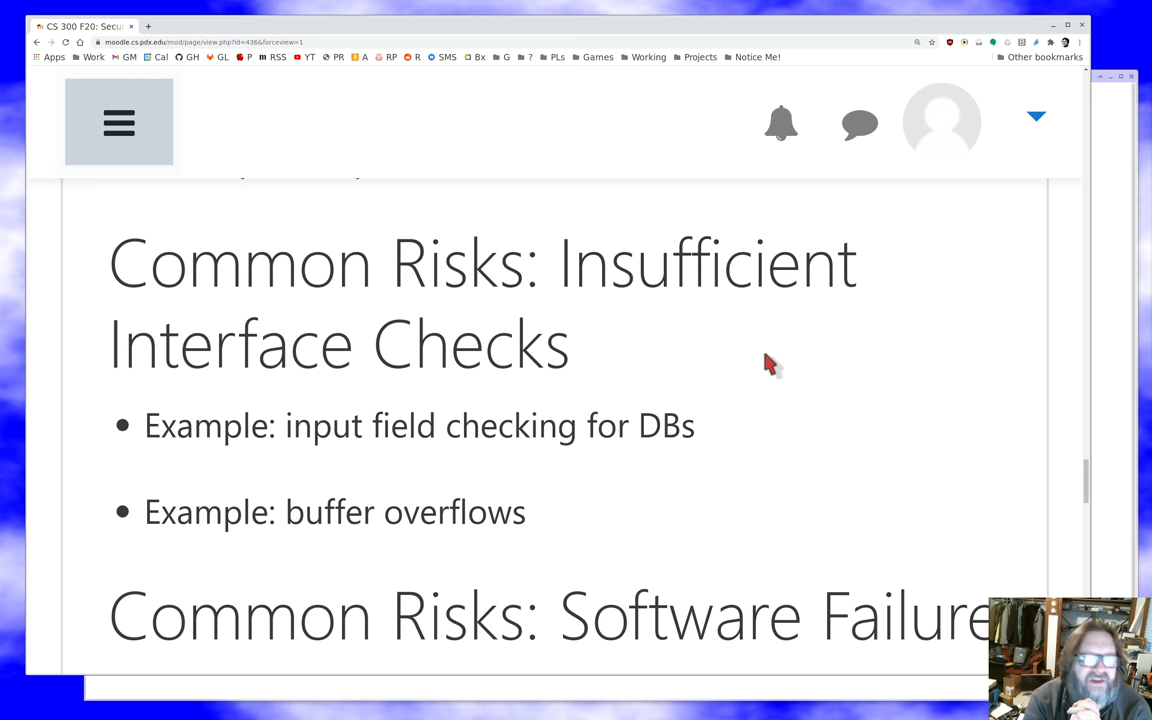 CS 300 F20: Secur
moodle.cs.pdx.edu/mod/page/view.php?id=436&forceview=1
Apps Work GM Cal GH GL P RSS YT PR A RP R SMS Bx G ? PLs Games Working Projects Notice Me! Other bookmarks
Common Risks: Insufficient
Interface Checks
• Example: input field checking for DBs
• Example: buffer overflows
Common Risks: Software Failure